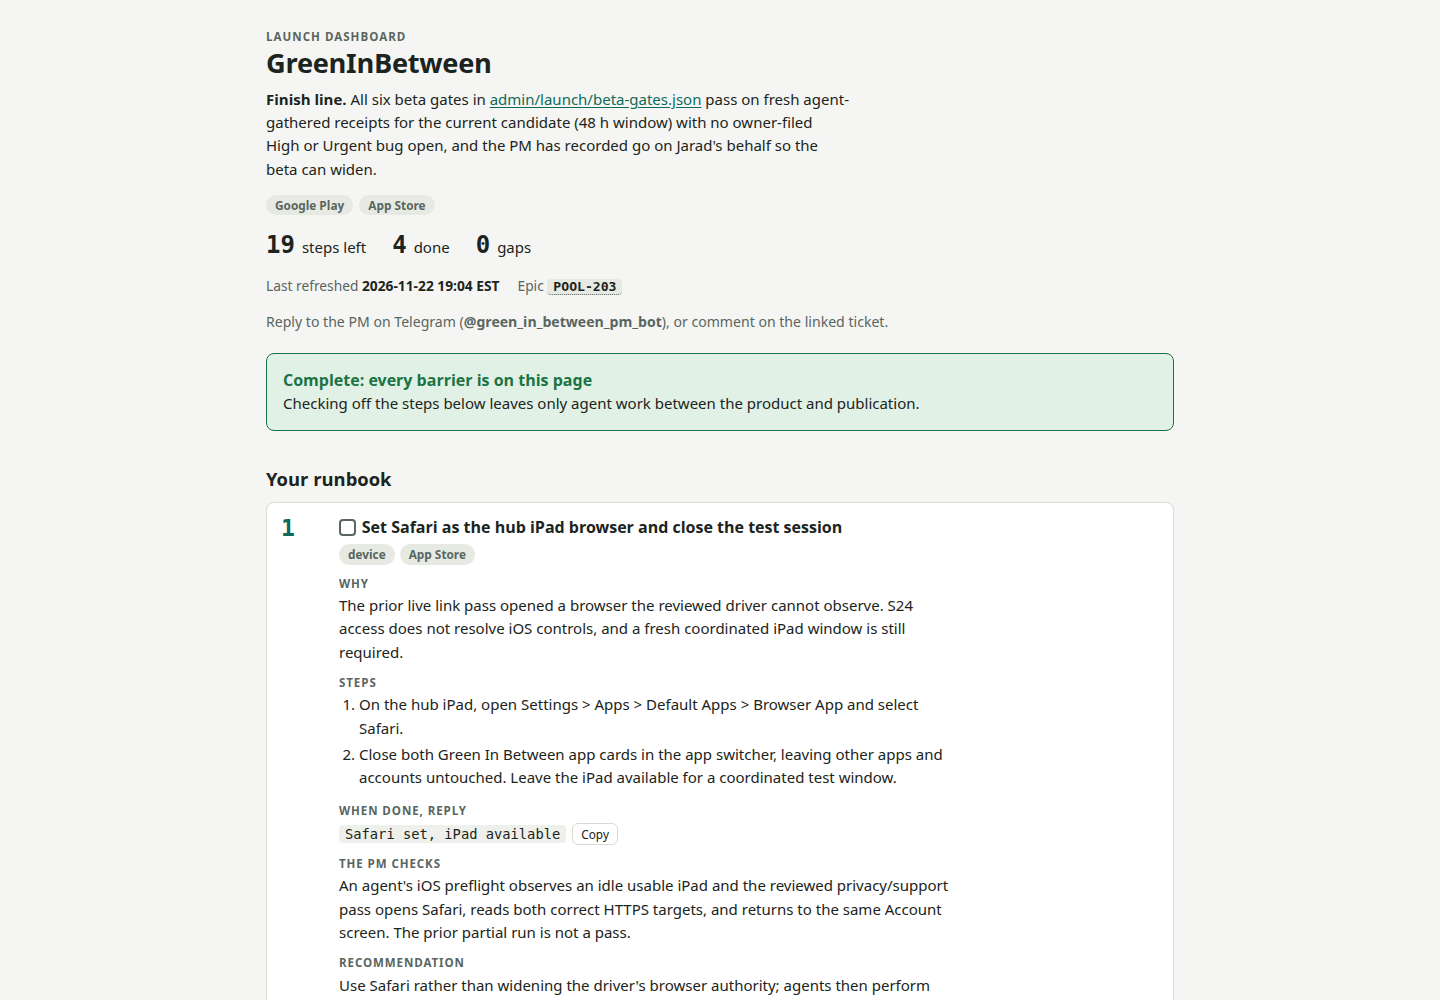 LAUNCH DASHBOARD
GreenInBetween
Finish line. All six beta gates in admin/launch/beta-gates.json pass on fresh agent-
gathered receipts for the current candidate (48 h window) with no owner-filed
High or Urgent bug open, and the PM has recorded go on Jarad's behalf so the
beta can widen.
Google Play App Store
19 steps left 4 done 0 gaps
Last refreshed 2026-11-22 19:04 EST Epic POOL-203
Reply to the PM on Telegram (@green_in_between_pm_bot), or comment on the linked ticket.
Complete: every barrier is on this page
Checking off the steps below leaves only agent work between the product and publication.
Your runbook
1 Set Safari as the hub iPad browser and close the test session
device App Store
WHY
The prior live link pass opened a browser the reviewed driver cannot observe. S24
access does not resolve iOS controls, and a fresh coordinated iPad window is still
required.
STEPS
1. On the hub iPad, open Settings > Apps > Default Apps > Browser App and select
Safari.
2. Close both Green In Between app cards in the app switcher, leaving other apps and
accounts untouched. Leave the iPad available for a coordinated test window.
WHEN DONE, REPLY
Safari set, iPad available Copy
THE PM CHECKS
An agent's iOS preflight observes an idle usable iPad and the reviewed privacy/support
pass opens Safari, reads both correct HTTPS targets, and returns to the same Account
screen. The prior partial run is not a pass.
RECOMMENDATION
Use Safari rather than widening the driver's browser authority; agents then perform